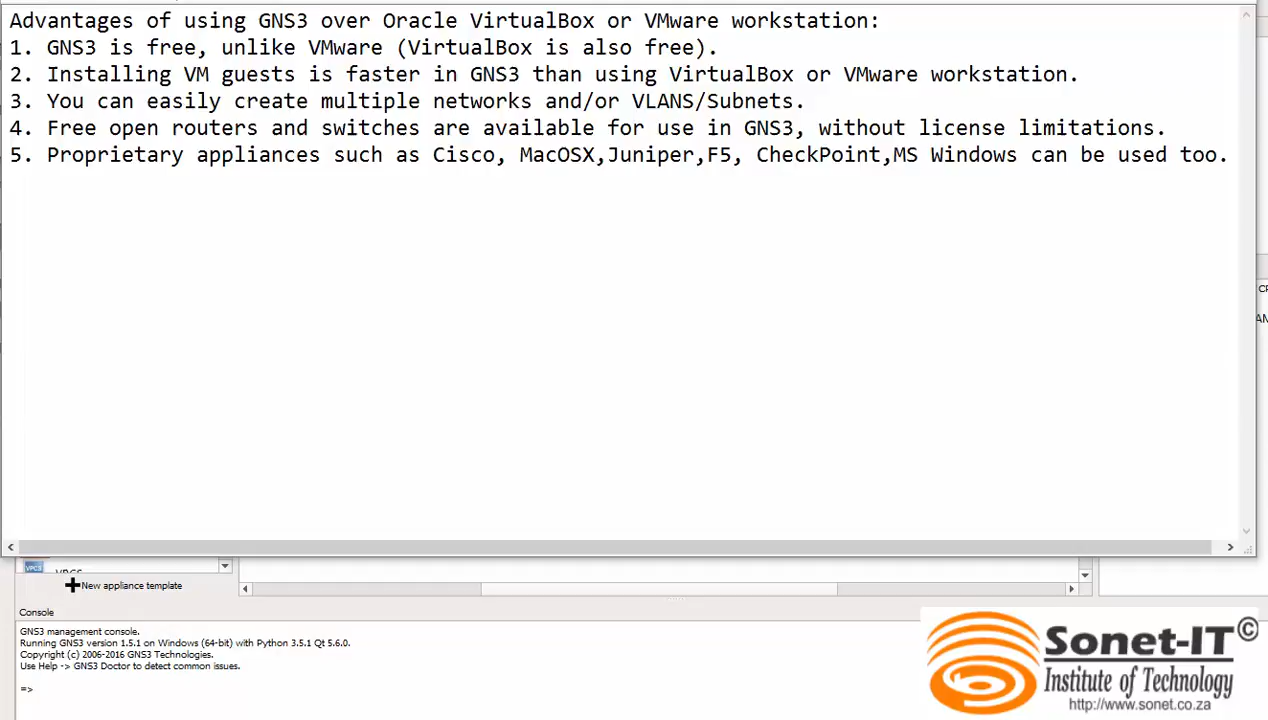 Advantages of using GNS3 over Oracle VirtualBox or VMware workstation:
1. GNS3 is free, unlike VMware (VirtualBox is also free).
2. Installing VM guests is faster in GNS3 than using VirtualBox or VMware workstation.
3. You can easily create multiple networks and/or VLANS/Subnets.
4. Free open routers and switches are available for use in GNS3, without license limitations.
5. Proprietary appliances such as Cisco, MacOSX,Juniper,F5, CheckPoint,MS Windows can be used too.
VPCS
New appliance template
Console
GNS3 management console.
Running GNS3 version 1.5.1 on Windows (64-bit) with Python 3.5.1 Qt 5.6.0.
Copyright (c) 2006-2016 GNS3 Technologies.
Use Help -> GNS3 Doctor to detect common issues.
=>
Sonet-IT©
Institute of Technology
http://www.sonet.co.za